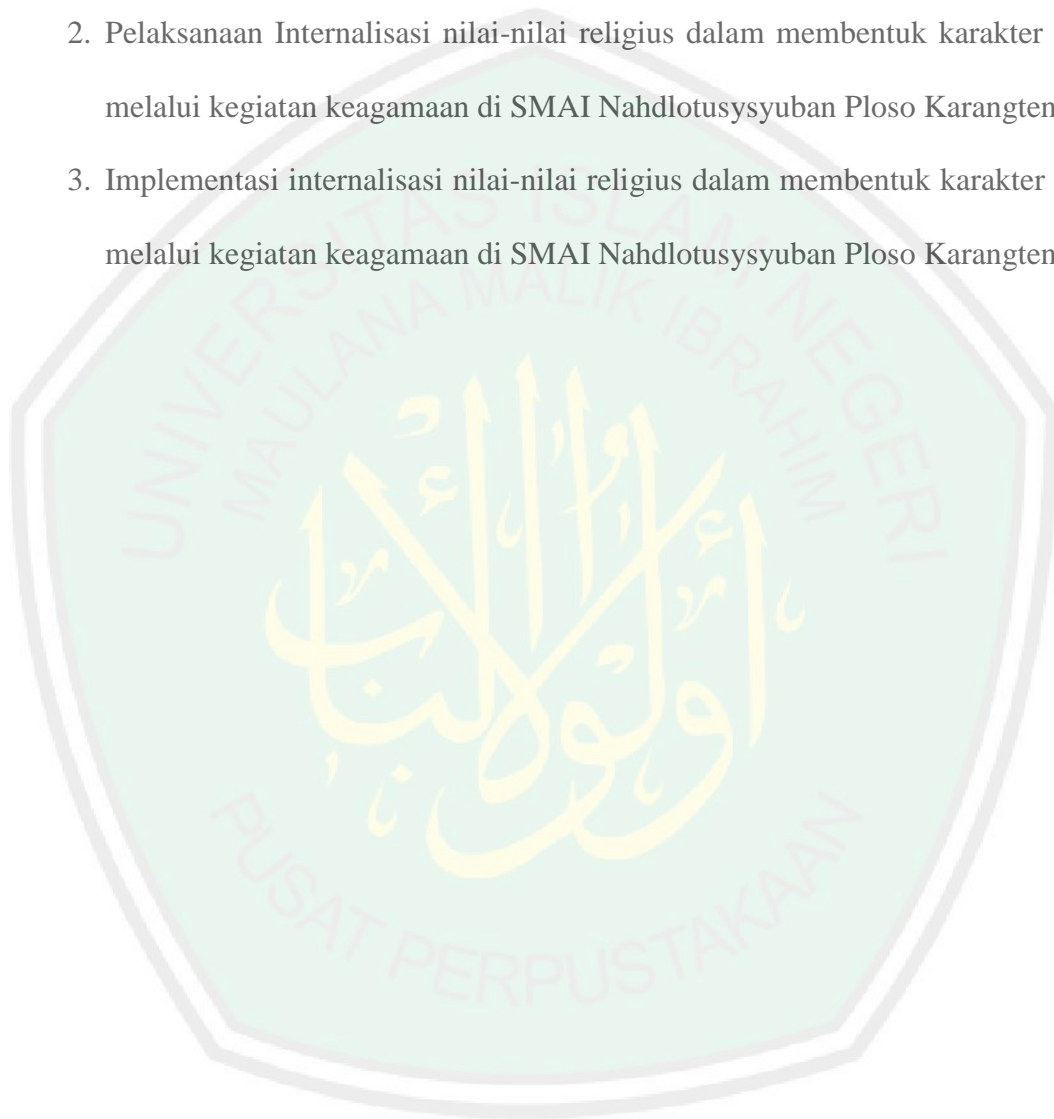 2. Pelaksanaan Internalisasi nilai-nilai religius dalam membentuk karakter
melalui kegiatan keagamaan di SMAI Nahdlotusysyuban Ploso Karangten
3. Implementasi internalisasi nilai-nilai religius dalam membentuk karakter
melalui kegiatan keagamaan di SMAI Nahdlotusysyuban Ploso Karangten
UNIVERSITAS ISLAM NEGERI
MAULANA MALIK IBRAHIM
أولوا الألباب
PUSAT PERPUSTAKAAN